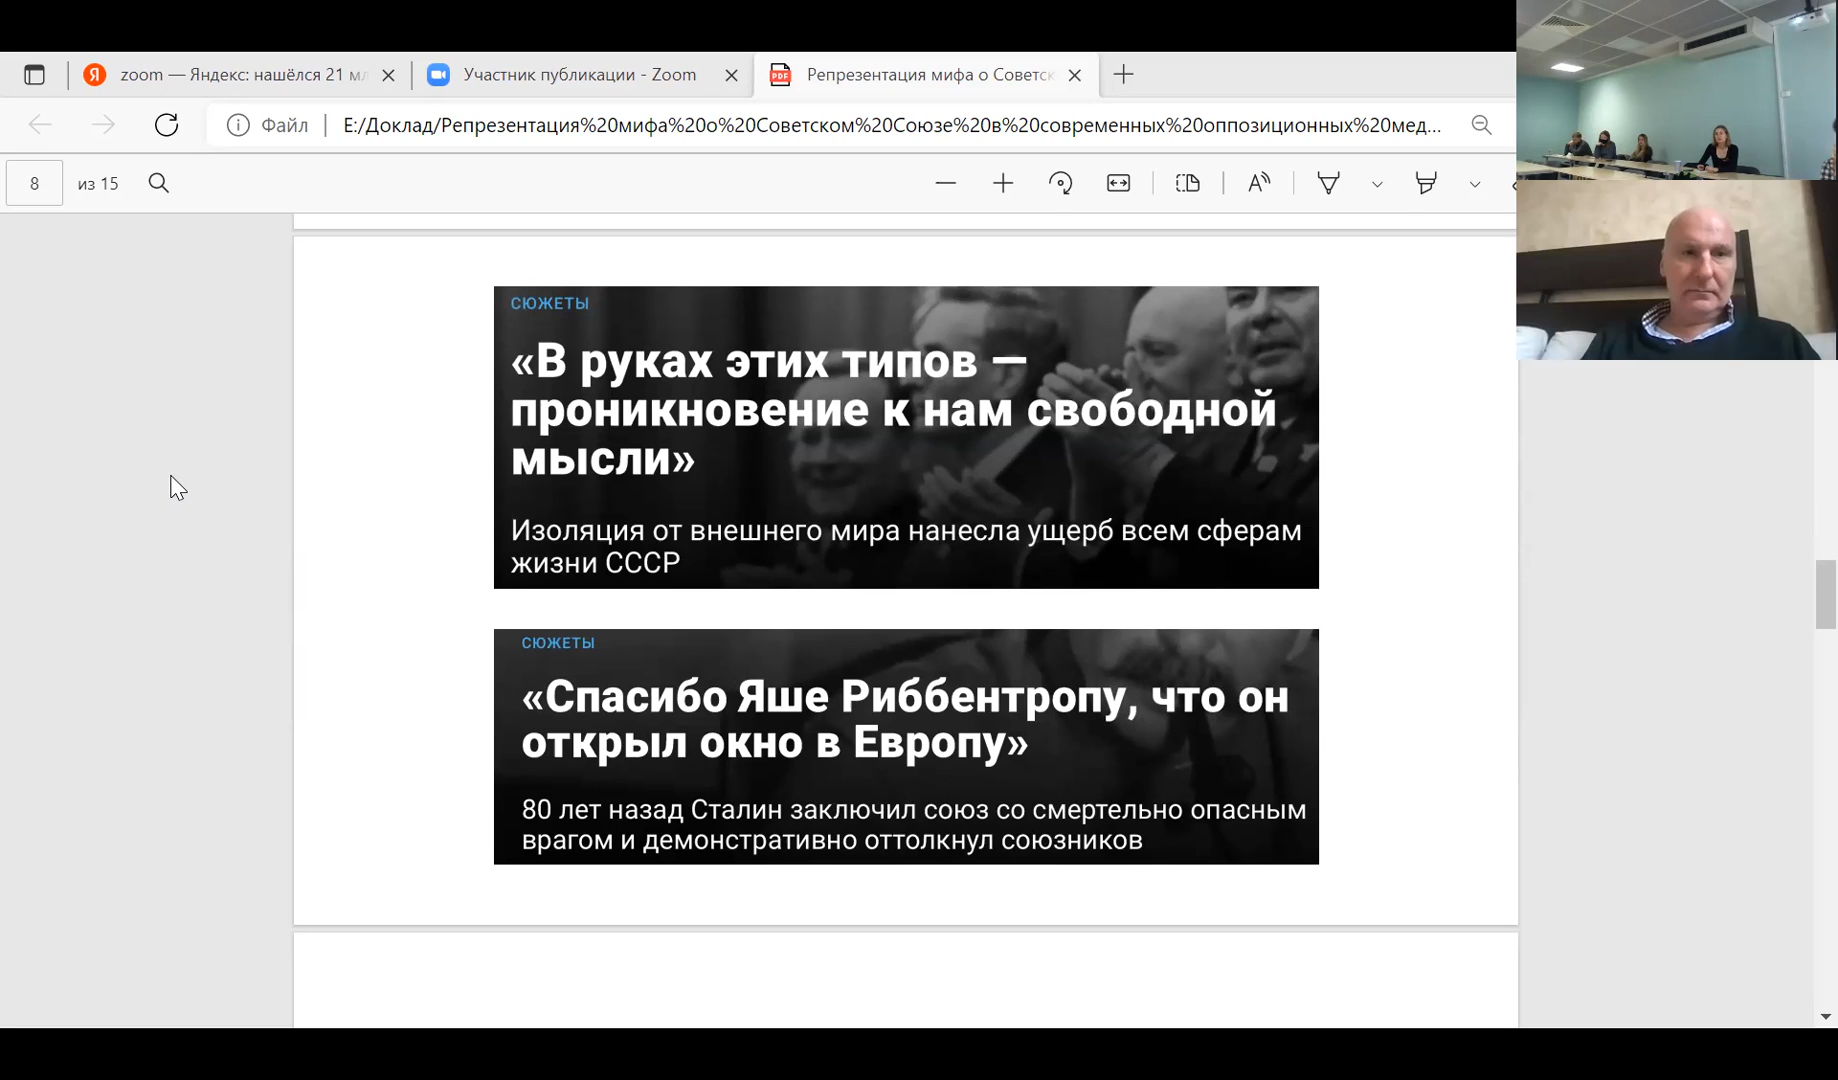 zoom — Яндекс: нашёлся 21 мл
Участник публикации - Zoom
Репрезентация мифа о Советск
Файл
E:/Доклад/Репрезентация%20мифа%20о%20Советском%20Союзе%20в%20современных%20оппозиционных%20мед...
8
из 15
СЮЖЕТЫ
«В руках этих типов —
проникновение к нам свободной
мысли»
Изоляция от внешнего мира нанесла ущерб всем сферам
жизни СССР
СЮЖЕТЫ
«Спасибо Яше Риббентропу, что он
открыл окно в Европу»
80 лет назад Сталин заключил союз со смертельно опасным
врагом и демонстративно оттолкнул союзников